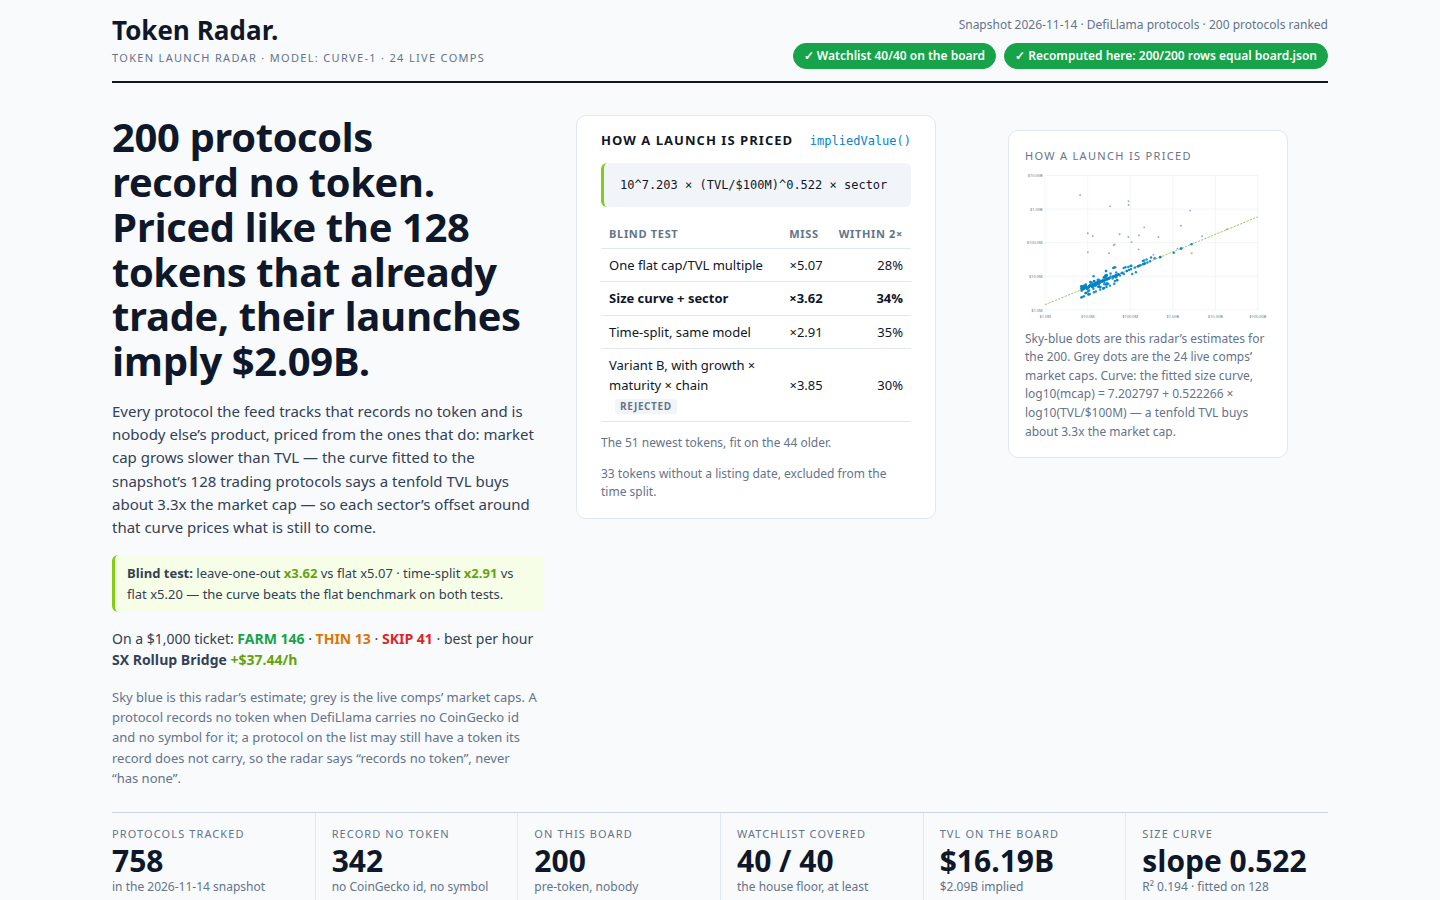 Token Radar.
TOKEN LAUNCH RADAR · MODEL: CURVE-1 · 24 LIVE COMPS
Snapshot 2026-11-14 · DefiLlama protocols · 200 protocols ranked
✓ Watchlist 40/40 on the board
✓ Recomputed here: 200/200 rows equal board.json
200 protocols
record no token.
Priced like the 128
tokens that already
trade, their launches
imply $2.09B.
Every protocol the feed tracks that records no token and is
nobody else’s product, priced from the ones that do: market
cap grows slower than TVL — the curve fitted to the
snapshot’s 128 trading protocols says a tenfold TVL buys
about 3.3x the market cap — so each sector’s offset around
that curve prices what is still to come.
Blind test: leave-one-out x3.62 vs flat x5.07 · time-split x2.91 vs
flat x5.20 — the curve beats the flat benchmark on both tests.
On a $1,000 ticket: FARM 146 · THIN 13 · SKIP 41 · best per hour
SX Rollup Bridge +$37.44/h
Sky blue is this radar’s estimate; grey is the live comps’ market caps. A
protocol records no token when DefiLlama carries no CoinGecko id
and no symbol for it; a protocol on the list may still have a token its
record does not carry, so the radar says “records no token”, never
“has none”.
HOW A LAUNCH IS PRICED impliedValue()
10^7.203 × (TVL/$100M)^0.522 × sector
BLIND TEST MISS WITHIN 2×
One flat cap/TVL multiple ×5.07 28%
Size curve + sector ×3.62 34%
Time-split, same model ×2.91 35%
Variant B, with growth ×
maturity × chain ×3.85 30%
REJECTED
The 51 newest tokens, fit on the 44 older.
33 tokens without a listing date, excluded from the
time split.
HOW A LAUNCH IS PRICED
Sky-blue dots are this radar’s estimates for
the 200. Grey dots are the 24 live comps’
market caps. Curve: the fitted size curve,
log10(mcap) = 7.202797 + 0.522266 ×
log10(TVL/$100M) — a tenfold TVL buys
about 3.3x the market cap.
PROTOCOLS TRACKED
758
in the 2026-11-14 snapshot
RECORD NO TOKEN
342
no CoinGecko id, no symbol
ON THIS BOARD
200
pre-token, nobody
WATCHLIST COVERED
40 / 40
the house floor, at least
TVL ON THE BOARD
$16.19B
$2.09B implied
SIZE CURVE
slope 0.522
R² 0.194 · fitted on 128